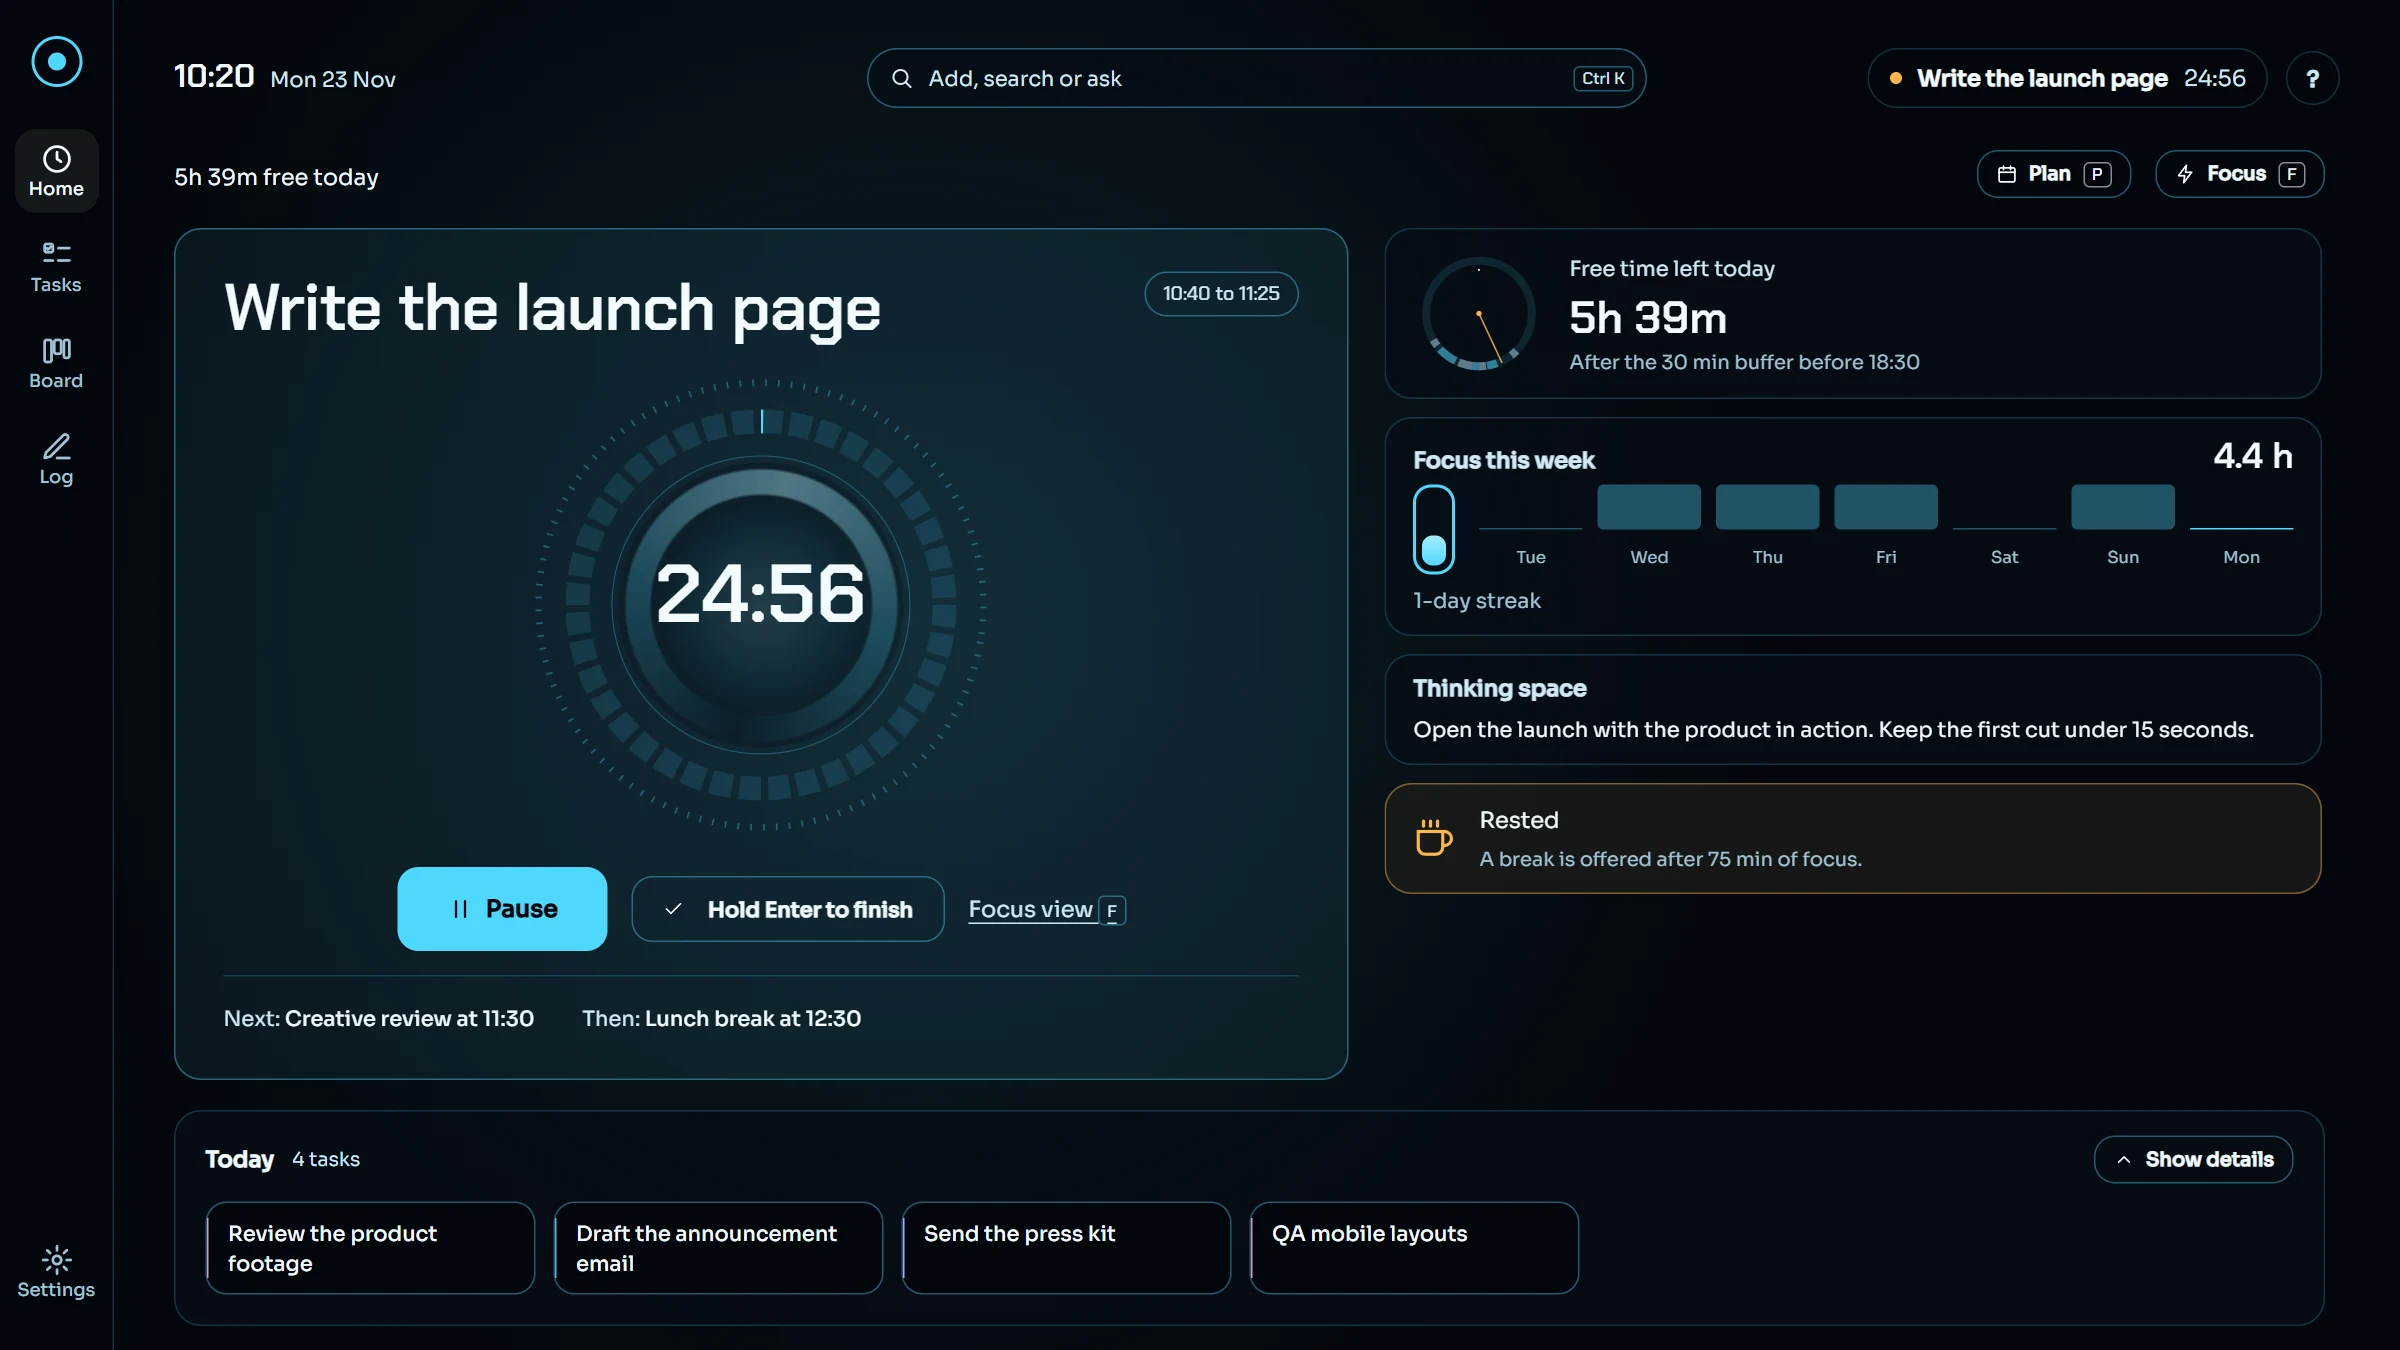 10:20 Mon 23 Nov
Add, search or ask Ctrl K
Write the launch page 24:56 ?
Home
Tasks
Board
Log
Settings
5h 39m free today
Plan P
Focus F
Write the launch page
10:40 to 11:25
24:56
Pause
Hold Enter to finish
Focus view F
Next: Creative review at 11:30
Then: Lunch break at 12:30
Free time left today
5h 39m
After the 30 min buffer before 18:30
Focus this week
4.4 h
Tue Wed Thu Fri Sat Sun Mon
1-day streak
Thinking space
Open the launch with the product in action. Keep the first cut under 15 seconds.
Rested
A break is offered after 75 min of focus.
Today 4 tasks
Show details
Review the product
footage
Draft the announcement
email
Send the press kit
QA mobile layouts